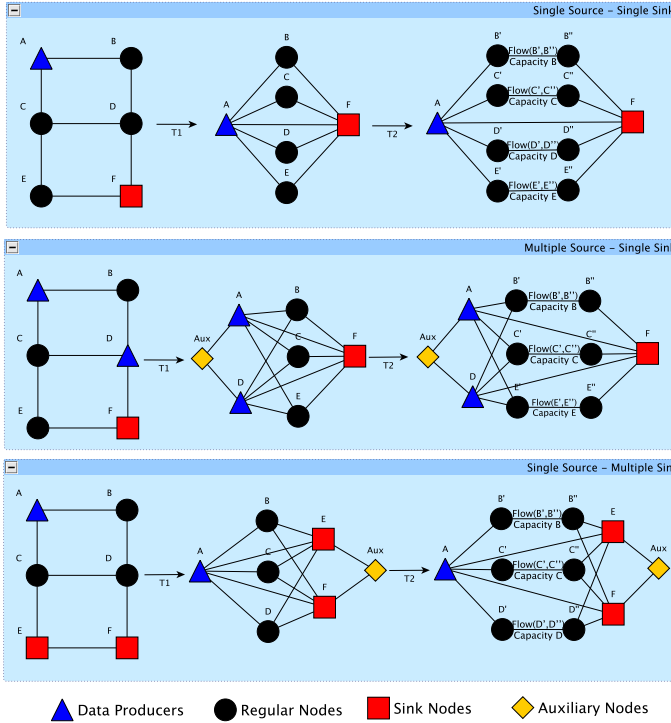 Single Source – Single Sink
A B
C D
E F
T1
A B C D E F
T2
A
B' Flow(B',B'') B''
Capacity B
C' Flow(C',C'') C''
Capacity C
D' Flow(D',D'') D''
Capacity D
E' Flow(E',E'') E''
Capacity E
F
Multiple Source – Single Sink
A B
C D
E F
T1
Aux A D B C E F
T2
Aux A D
B' Flow(B',B'') B''
Capacity B
C' Flow(C',C'') C''
Capacity C
E' Flow(E',E'') E''
Capacity E
F
Single Source – Multiple Sin
A B
C D
E F
T1
A B C D E F Aux
T2
A
B' Flow(B',B'') B''
Capacity B
C' Flow(C',C'') C''
Capacity C
D' Flow(D',D'') D''
Capacity D
E F Aux
Data Producers Regular Nodes Sink Nodes Auxiliary Nodes